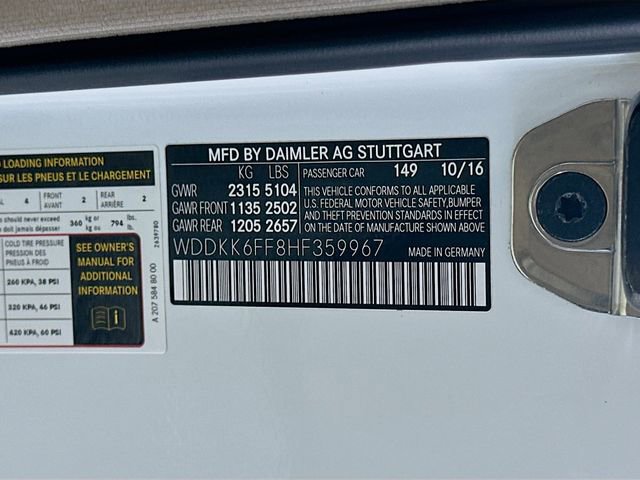 LOADING INFORMATION
SUR LES PNEUS ET LE CHARGEMENT
4 FRONT AVANT 2 REAR ARRIÈRE 2
should never exceed 360 kg or 794 lbs.
doit jamais dépasser ou lb.
COLD TIRE PRESSURE
PRESSION DES PNEUS
À FROID
260 KPA, 38 PSI
320 KPA, 46 PSI
420 KPA, 60 PSI
SEE OWNER'S
MANUAL FOR
ADDITIONAL
INFORMATION
2639780
A 207 584 80 00
MFD BY DAIMLER AG STUTTGART
KG LBS PASSENGER CAR 149 10/16
GVWR 2315 5104
GAWR FRONT 1135 2502
GAWR REAR 1205 2657
THIS VEHICLE CONFORMS TO ALL APPLICABLE
U.S. FEDERAL MOTOR VEHICLE SAFETY,BUMPER
AND THEFT PREVENTION STANDARDS IN EFFECT
ON THE DATE OF MANUFACTURE SHOWN ABOVE
WDDKK6FF8HF359967